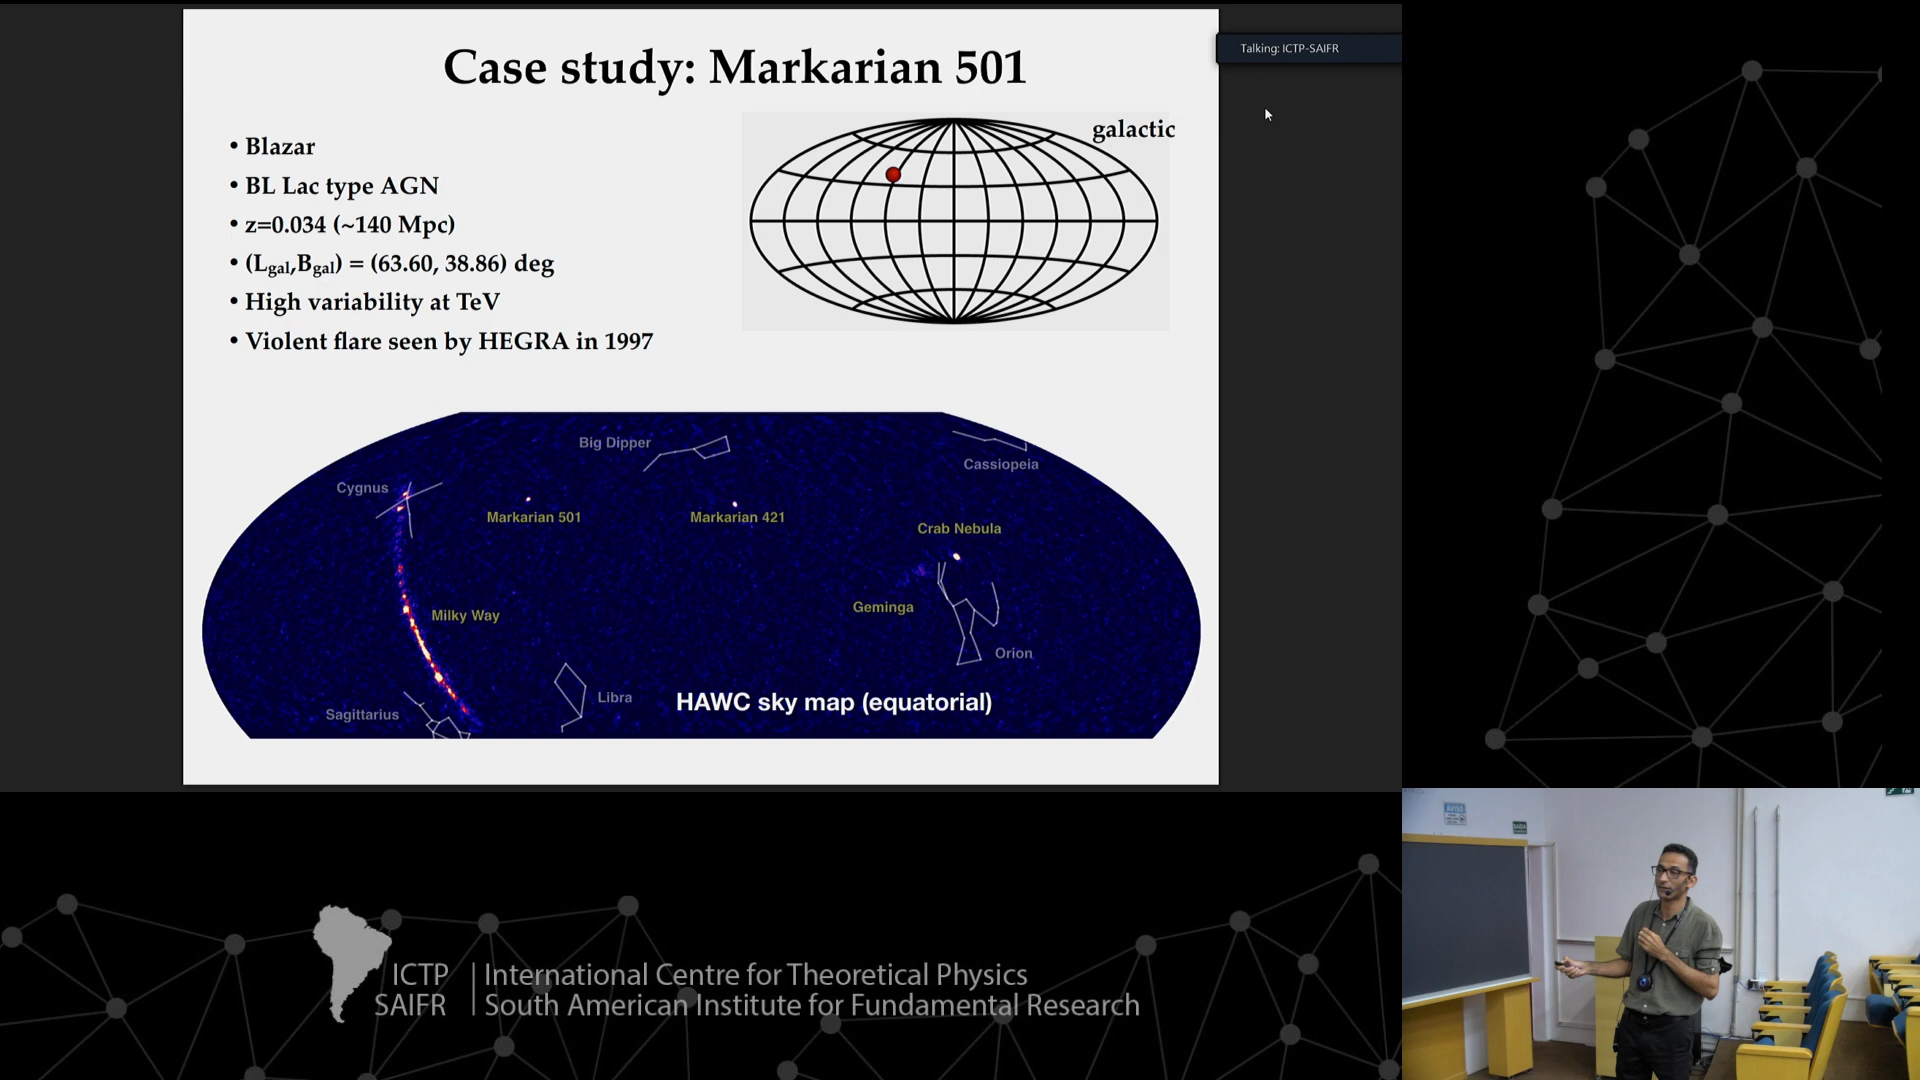 Case study: Markarian 501
Talking: ICTP-SAIFR
• Blazar
• BL Lac type AGN
• z=0.034 (~140 Mpc)
• (Lgal,Bgal) = (63.60, 38.86) deg
• High variability at TeV
• Violent flare seen by HEGRA in 1997
galactic
Big Dipper
Cassiopeia
Cygnus
Markarian 501
Markarian 421
Crab Nebula
Milky Way
Geminga
Orion
Libra
Sagittarius
HAWC sky map (equatorial)
AVISO
ICTP
SAIFR
International Centre for Theoretical Physics
South American Institute for Fundamental Research